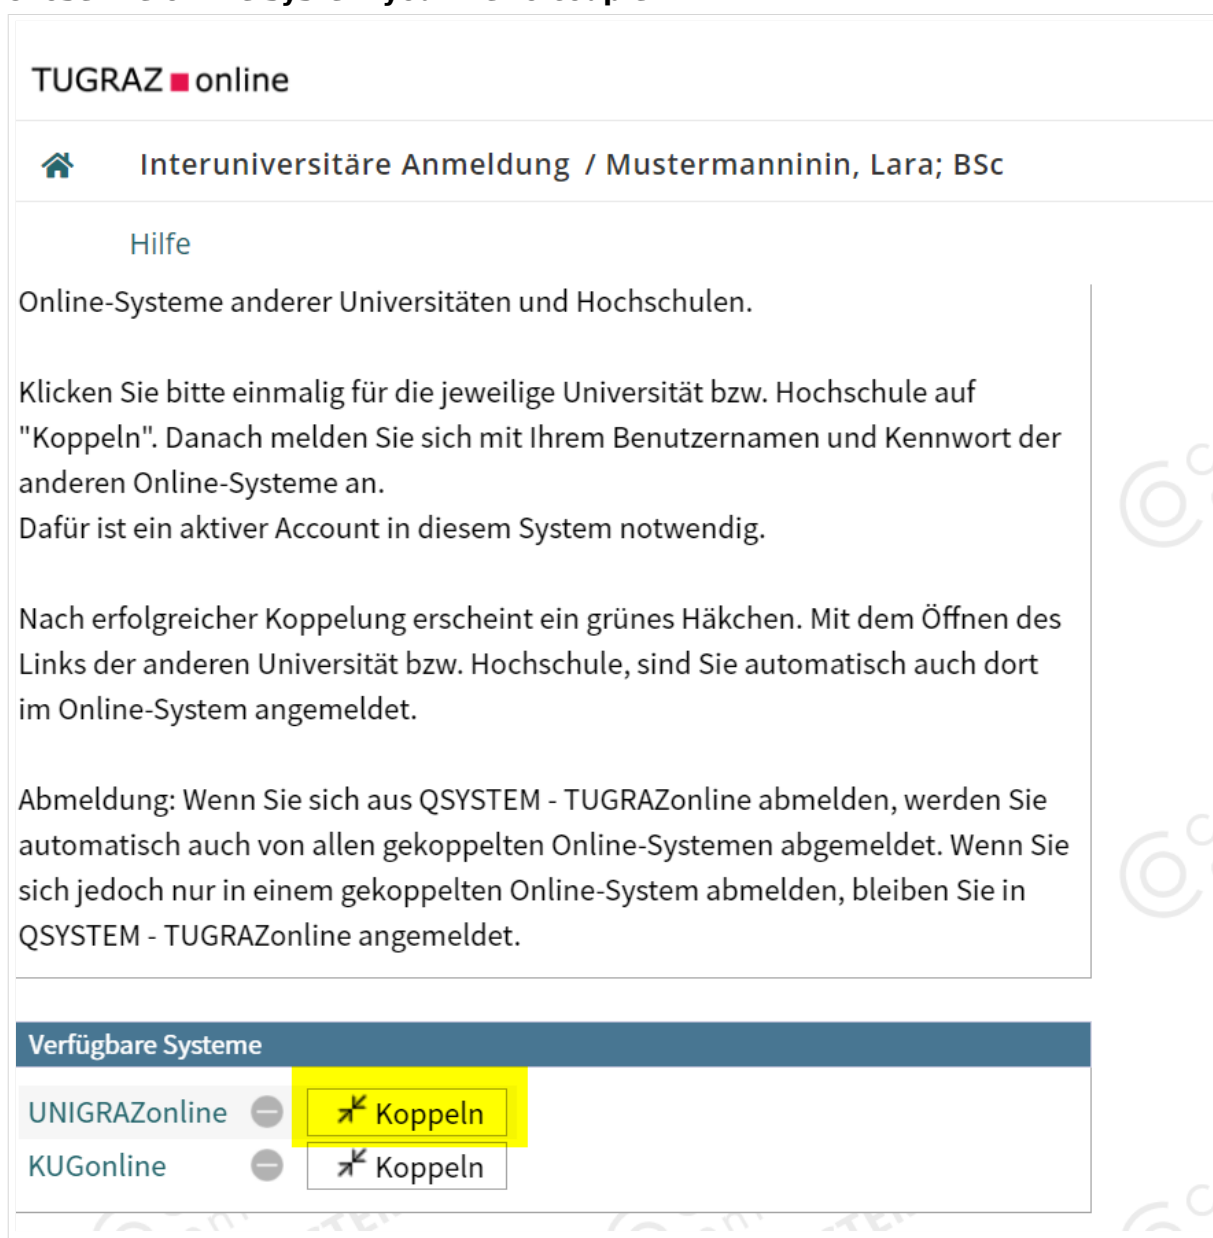 TUGRAZ online
Interuniversitäre Anmeldung / Mustermanninin, Lara; BSc
Hilfe
Online-Systeme anderer Universitäten und Hochschulen.
Klicken Sie bitte einmalig für die jeweilige Universität bzw. Hochschule auf
"Koppeln". Danach melden Sie sich mit Ihrem Benutzernamen und Kennwort der
anderen Online-Systeme an.
Dafür ist ein aktiver Account in diesem System notwendig.
Nach erfolgreicher Koppelung erscheint ein grünes Häkchen. Mit dem Öffnen des
Links der anderen Universität bzw. Hochschule, sind Sie automatisch auch dort
im Online-System angemeldet.
Abmeldung: Wenn Sie sich aus QSYSTEM - TUGRAZonline abmelden, werden Sie
automatisch auch von allen gekoppelten Online-Systemen abgemeldet. Wenn Sie
sich jedoch nur in einem gekoppelten Online-System abmelden, bleiben Sie in
QSYSTEM - TUGRAZonline angemeldet.
Verfügbare Systeme
UNIGRAZonline Koppeln
KUGonline Koppeln